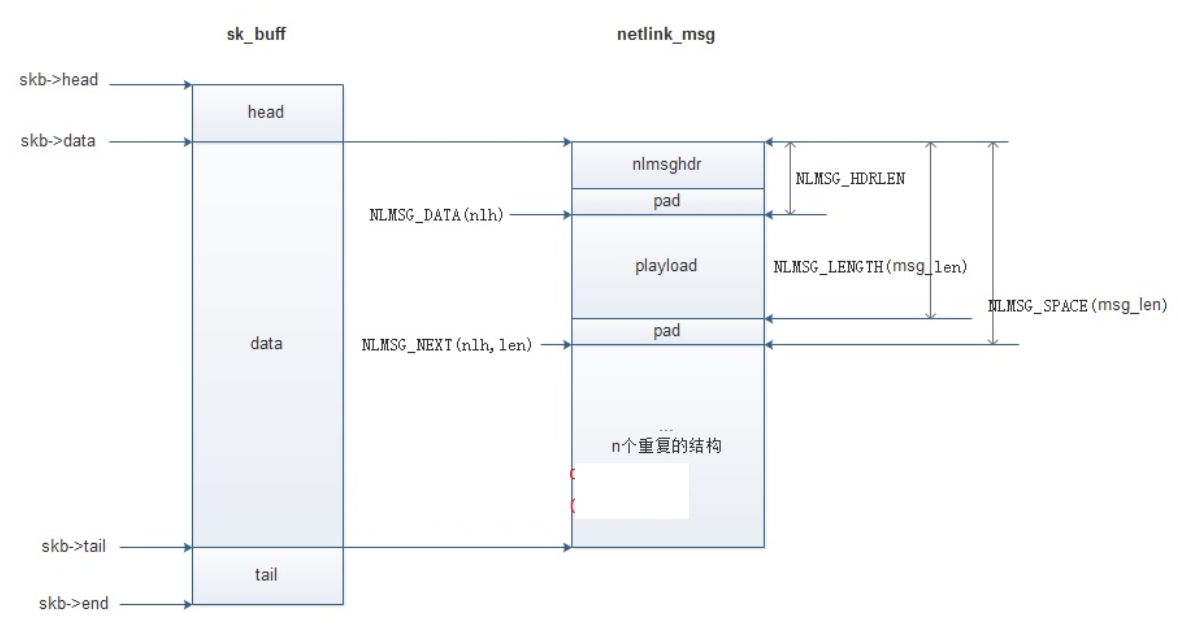 sk_buff
netlink_msg
skb->head
head
skb->data
nlmsghdr
NLMSG_HDRLEN
pad
NLMSG_DATA(nlh)
playload
NLMSG_LENGTH(msg_len)
NLMSG_SPACE(msg_len)
pad
data
NLMSG_NEXT(nlh,len)
...
n个重复的结构
skb->tail
tail
skb->end